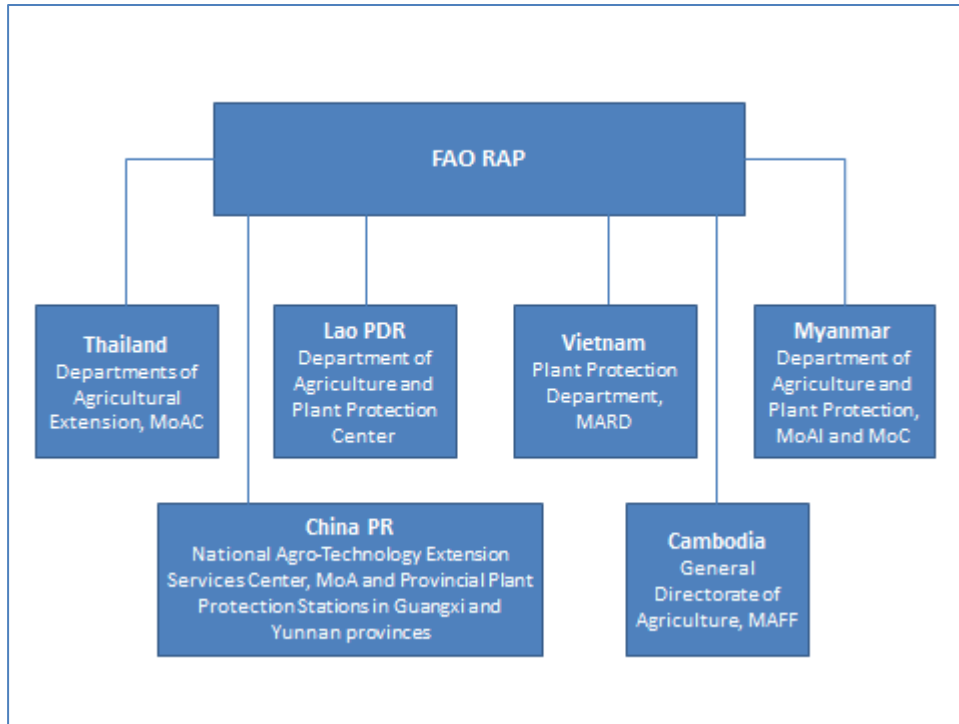 FAO RAP
Thailand
Departments of
Agricultural
Extension, MoAC
Lao PDR
Department of
Agriculture and
Plant Protection
Center
Vietnam
Plant Protection
Department,
MARD
Myanmar
Department of
Agriculture and
Plant Protection,
MoAI and MoC
China PR
National Agro-Technology Extension
Services Center, MoA and Provincial Plant
Protection Stations in Guangxi and
Yunnan provinces
Cambodia
General
Directorate of
Agriculture, MAFF